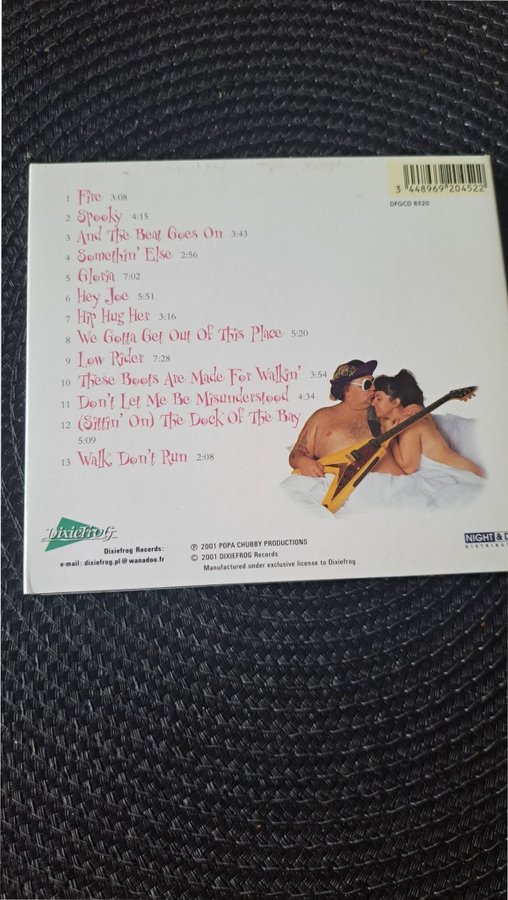 3 448969 204522
DFGCD 8520
1 Fire 3:08
2 Spooky 4:15
3 And The Beat Goes On 3:43
4 Somethin' Else 2:56
5 Gloria 7:02
6 Hey Joe 5:51
7 Hip Hug Her 3:16
8 We Gotta Get Out Of This Place 5:20
9 Low Rider 7:28
10 These Boots Are Made For Walkin' 3:54
11 Don't Let Me Be Misunderstood 4:34
12 (Sittin' On) The Dock Of The Bay
5:09
13 Walk Don't Run 2:08
Dixiefrog
Dixiefrog Records:
e-mail: dixiefrog.pl@wanadoo.fr
℗ 2001 POPA CHUBBY PRODUCTIONS
© 2001 DIXIEFROG Records
Manufactured under exclusive license to Dixiefrog
NIGHT & D